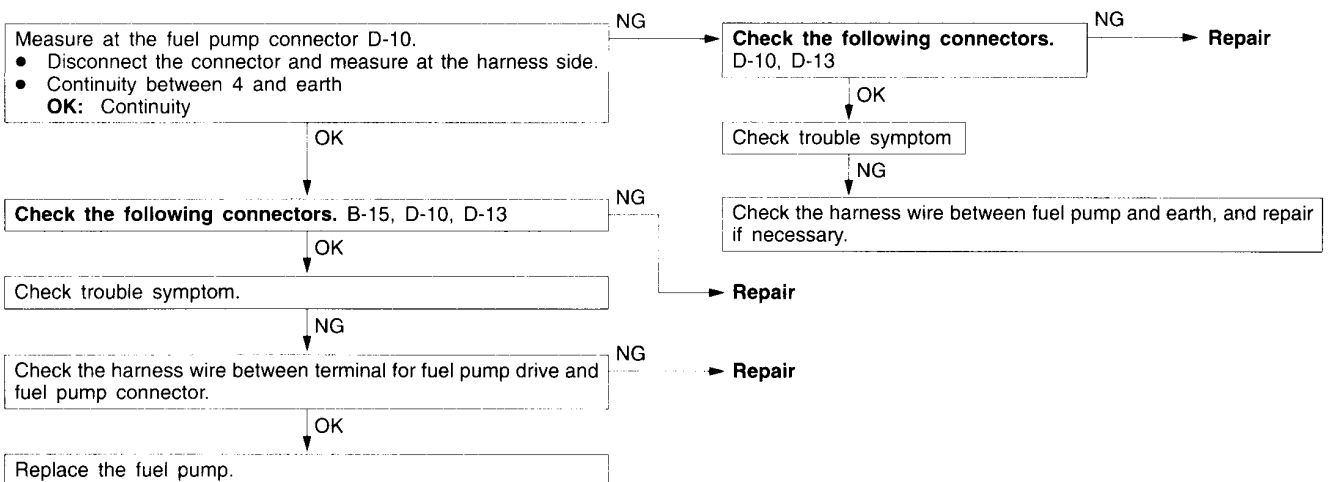 Measure at the fuel pump connector D-10.
● Disconnect the connector and measure at the harness side.
● Continuity between 4 and earth
OK: Continuity
NG
Check the following connectors.
D-10, D-13
NG
Repair
OK
Check trouble symptom
NG
Check the harness wire between fuel pump and earth, and repair
if necessary.
OK
Check the following connectors. B-15, D-10, D-13
NG
Repair
OK
Check trouble symptom.
NG
Check the harness wire between terminal for fuel pump drive and
fuel pump connector.
NG
Repair
OK
Replace the fuel pump.